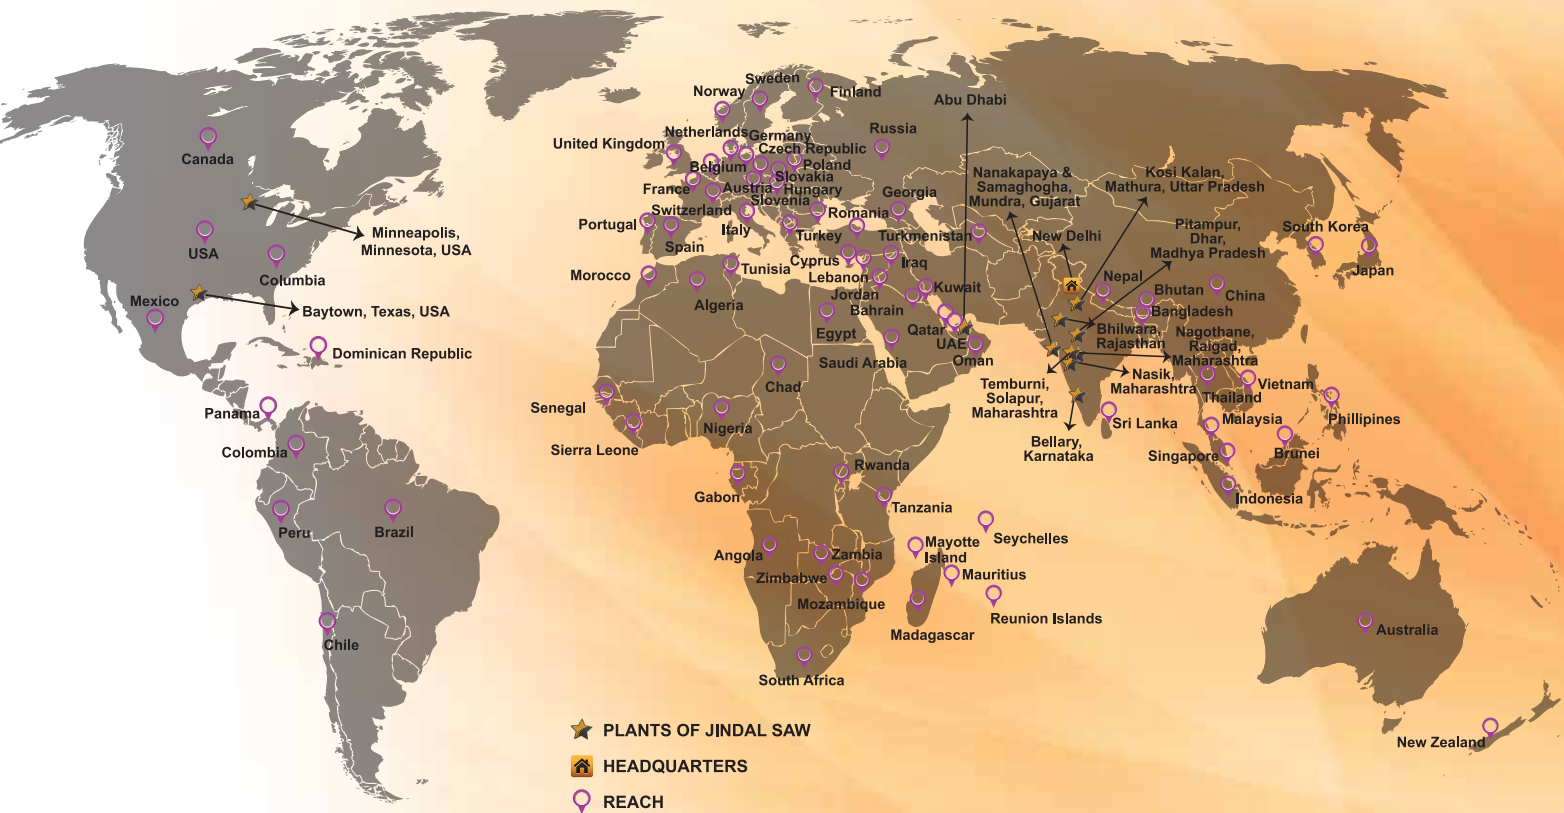 Canada
Minneapolis,
Minnesota, USA
USA
Columbia
Mexico
Baytown, Texas, USA
Dominican Republic
Panama
Colombia
Peru
Brazil
Chile
Sweden
Norway
Finland
Netherlands
Germany
United Kingdom
Czech Republic
Belgium
Poland
Slovakia
France
Austria
Hungary
Slovenia
Switzerland
Portugal
Italy
Romania
Spain
Turkey
Russia
Georgia
Turkmenistan
Cyprus
Iraq
Lebanon
Morocco
Tunisia
Algeria
Jordan
Kuwait
Bahrain
Egypt
Qatar
UAE
Saudi Arabia
Oman
Chad
Senegal
Nigeria
Sierra Leone
Gabon
Rwanda
Tanzania
Angola
Zambia
Zimbabwe
Mozambique
Mayotte
Island
Seychelles
Mauritius
Reunion Islands
Madagascar
South Africa
Abu Dhabi
Nanakapaya &
Samaghogha,
Mundra, Gujarat
Kosi Kalan,
Mathura, Uttar Pradesh
New Delhi
Pitampur,
Dhar,
Madhya Pradesh
Nepal
Bhutan
China
Bangladesh
Bhilwara,
Rajasthan
Nagothane,
Raigad,
Maharashtra
Nasik,
Maharashtra
Temburni,
Solapur,
Maharashtra
Bellary,
Karnataka
Sri Lanka
South Korea
Japan
Thailand
Vietnam
Phillipines
Malaysia
Singapore
Brunei
Indonesia
Australia
New Zealand
PLANTS OF JINDAL SAW
HEADQUARTERS
REACH